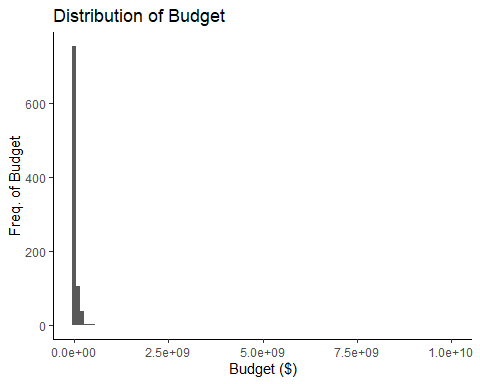 Distribution of Budget
Freq. of Budget
600
400
200
0
0.0e+00 2.5e+09 5.0e+09 7.5e+09 1.0e+10
Budget ($)